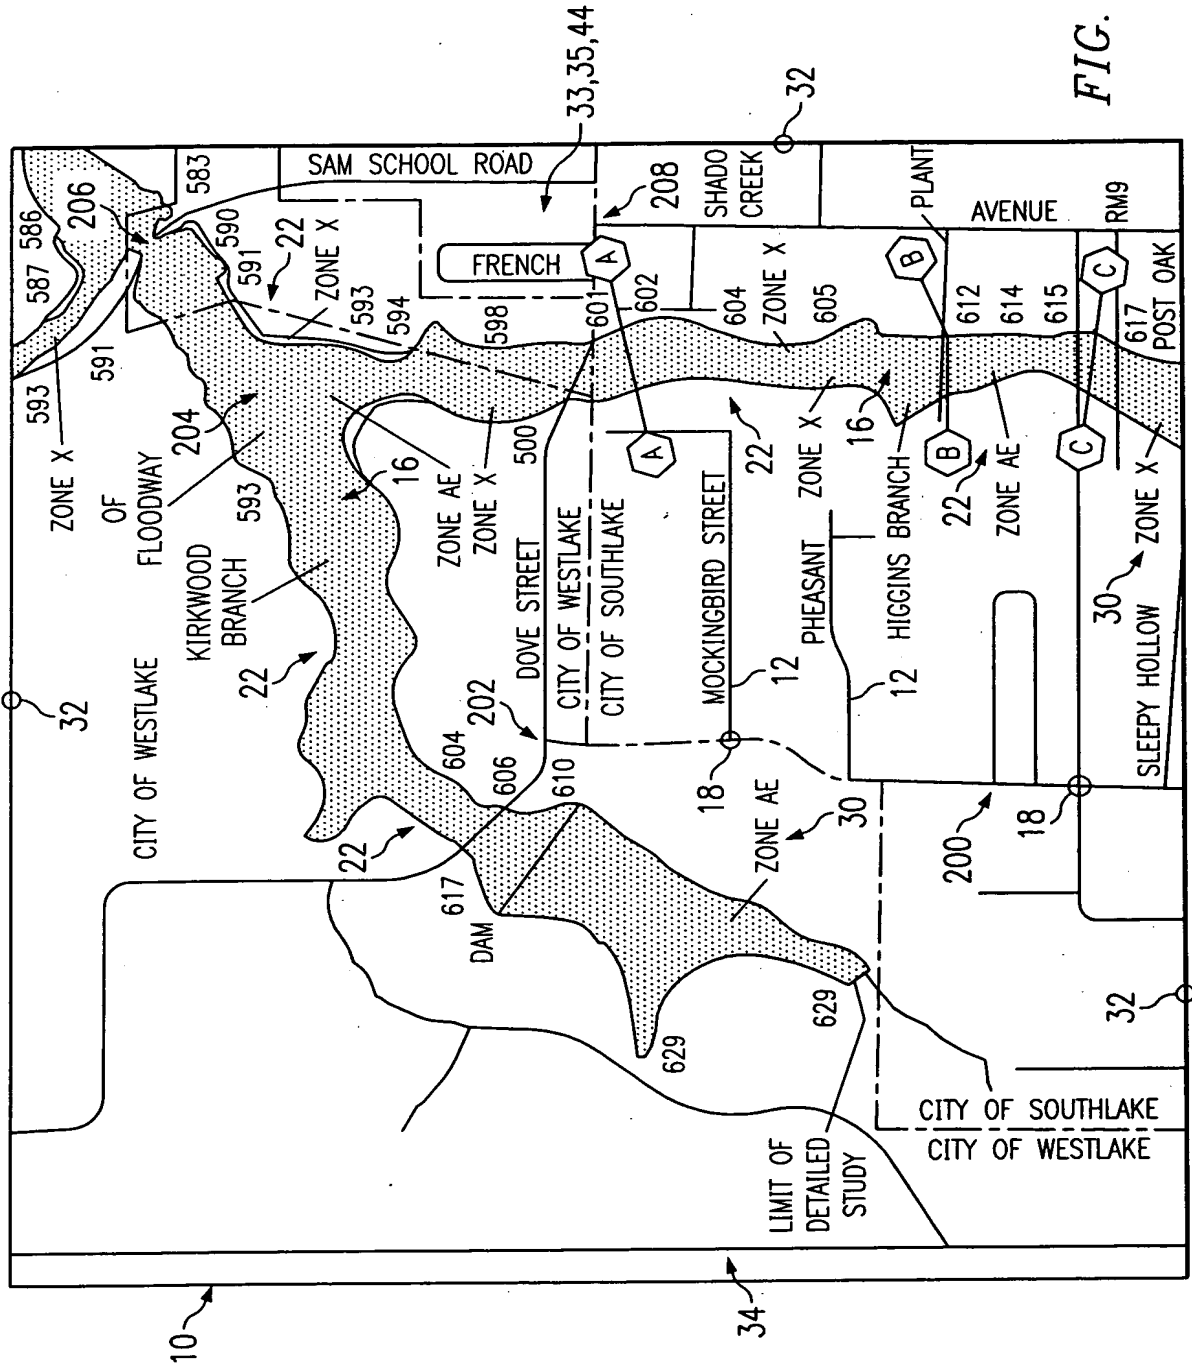 10
34
32
32
32
CITY OF WESTLAKE
ZONE X
593
591
587
586
206
583
204
OF
FLOODWAY
593
KIRKWOOD
BRANCH
22
22
16
590
591
22
ZONE X
593
594
598
SAM SCHOOL ROAD
FRENCH
33,35,44
208
SHADO
CREEK
PLANT
AVENUE
RM9
FIG.
ZONE AE
ZONE X
500
DOVE STREET
CITY OF WESTLAKE
CITY OF SOUTHLAKE
202
604
606
610
617
DAM
601
602
A
A
604
ZONE X
605
B
B
612
614
615
C
C
617
POST OAK
MOCKINGBIRD STREET
12
18
22
ZONE X
16
PHEASANT
HIGGINS BRANCH
12
22
ZONE AE
30
ZONE X
SLEEPY HOLLOW
ZONE AE
30
200
18
629
629
LIMIT OF
DETAILED
STUDY
CITY OF SOUTHLAKE
CITY OF WESTLAKE